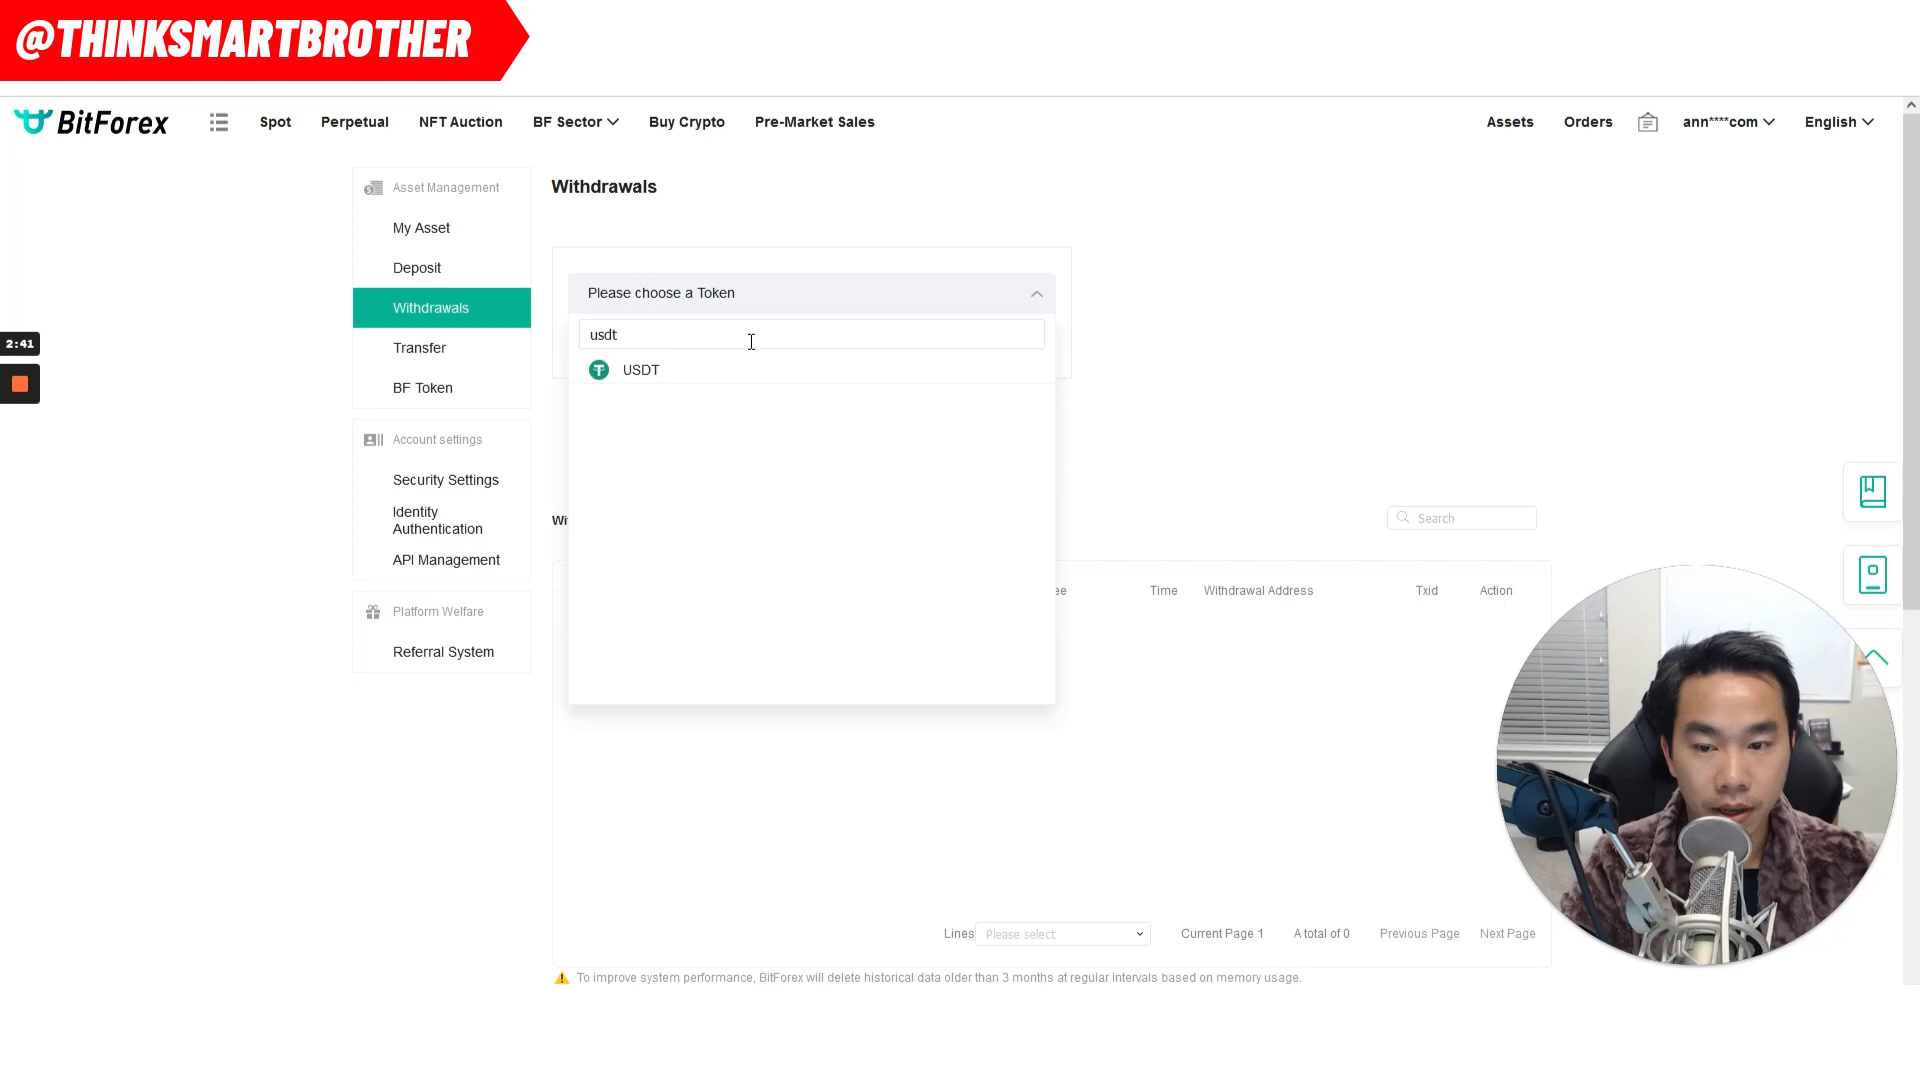 @THINKSMARTBROTHER
BitForex
Spot
Perpetual
NFT Auction
BF Sector
Buy Crypto
Pre-Market Sales
Assets
Orders
ann****com
English
Asset Management
My Asset
Deposit
Withdrawals
Transfer
BF Token
Account settings
Security Settings
Identity
Authentication
API Management
Platform Welfare
Referral System
2:41
Withdrawals
Please choose a Token
usdt
USDT
Search
Time
Withdrawal Address
Txid
Action
Lines
Please select
Current Page 1
A total of 0
Previous Page
Next Page
To improve system performance, BitForex will delete historical data older than 3 months at regular intervals based on memory usage.